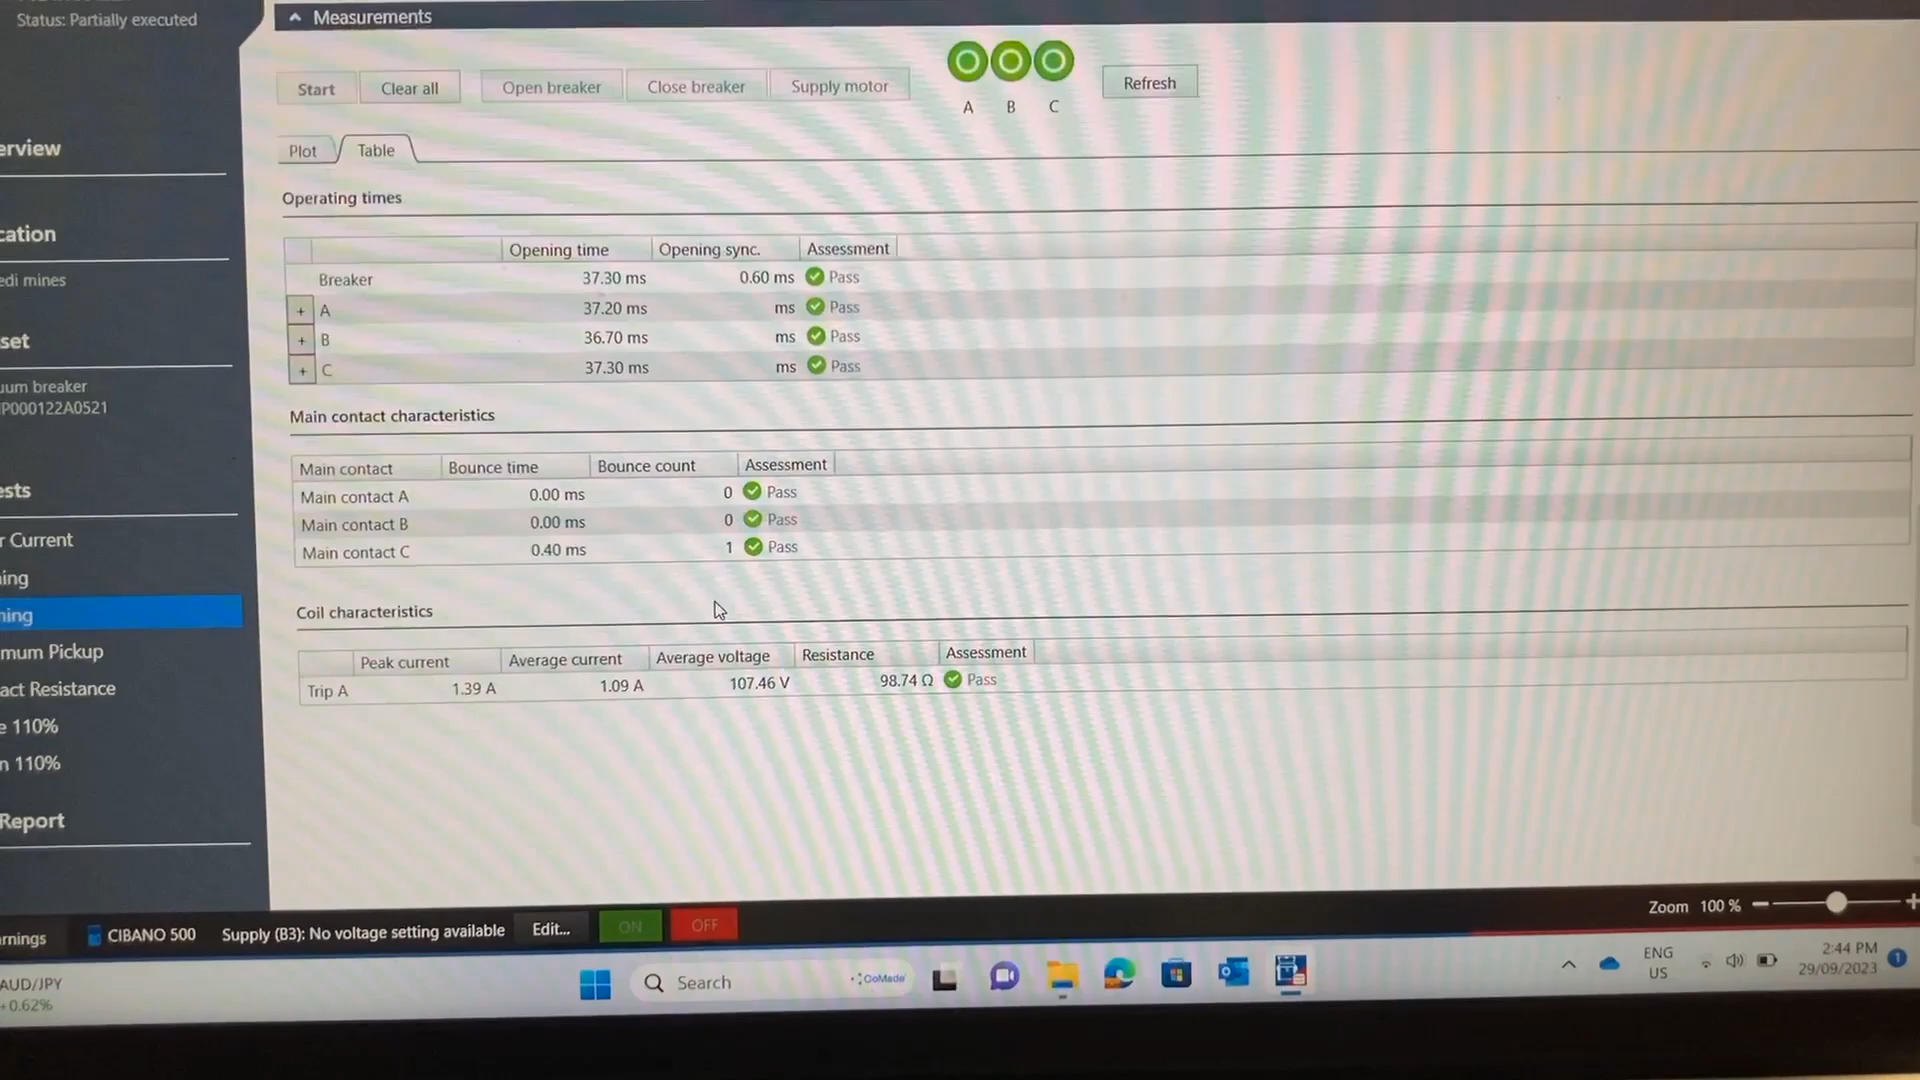 Status: Partially executed
Measurements
Start Clear all Open breaker Close breaker Supply motor Refresh
A B C
Plot Table
erview
Operating times
cation
Opening time Opening sync. Assessment
edi mines
Breaker 37.30 ms 0.60 ms Pass
+ A 37.20 ms ms Pass
+ B 36.70 ms ms Pass
set
+ C 37.30 ms ms Pass
uum breaker
P000122A0521
Main contact characteristics
Main contact Bounce time Bounce count Assessment
ests
Main contact A 0.00 ms 0 Pass
Main contact B 0.00 ms 0 Pass
r Current
Main contact C 0.40 ms 1 Pass
ing
ning
Coil characteristics
mum Pickup
Peak current Average current Average voltage Resistance Assessment
act Resistance
Trip A 1.39 A 1.09 A 107.46 V 98.74 Ω Pass
e 110%
n 110%
Report
Zoom 100 %
rnings CIBANO 500 Supply (B3): No voltage setting available Edit... ON OFF
AUD/JPY
+0.62%
Search
ENG
US
2:44 PM
29/09/2023
1